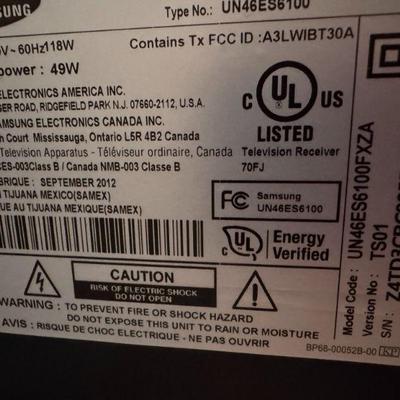 SAMSUNG
Type No.: UN46ES6100
V~60Hz 118W
Contains Tx FCC ID :A3LWIBT30A
power : 49W
ELECTRONICS AMERICA INC.
ROAD, RIDGEFIELD PARK N.J. 07660-2112, U.S.A.
SAMSUNG ELECTRONICS CANADA INC.
Court Mississauga, Ontario L5R 4B2 Canada
Television Apparatus - Téléviseur ordinaire, Canada
ICES-003Class B / Canada NMB-003 Classe B
C UL US
LISTED
Television Receiver
70FJ
SEPTEMBER 2012
IN TIJUANA MEXICO(SAMEX)
AU TIJUANA MEXIQUE(SAMEX)
FC Samsung
UN46ES6100
C UL Energy
Verified
CAUTION
RISK OF ELECTRIC SHOCK
DO NOT OPEN
WARNING : TO PREVENT FIRE OR SHOCK HAZARD
DO NOT EXPOSE THIS UNIT TO RAIN OR MOISTURE
AVIS : RISQUE DE CHOC ELECTRIQUE - NE PAS OUVRIR
BP68-00052B-00 KP
Model Code : UN46ES6100FXZA
Version No : TS01
S/N :